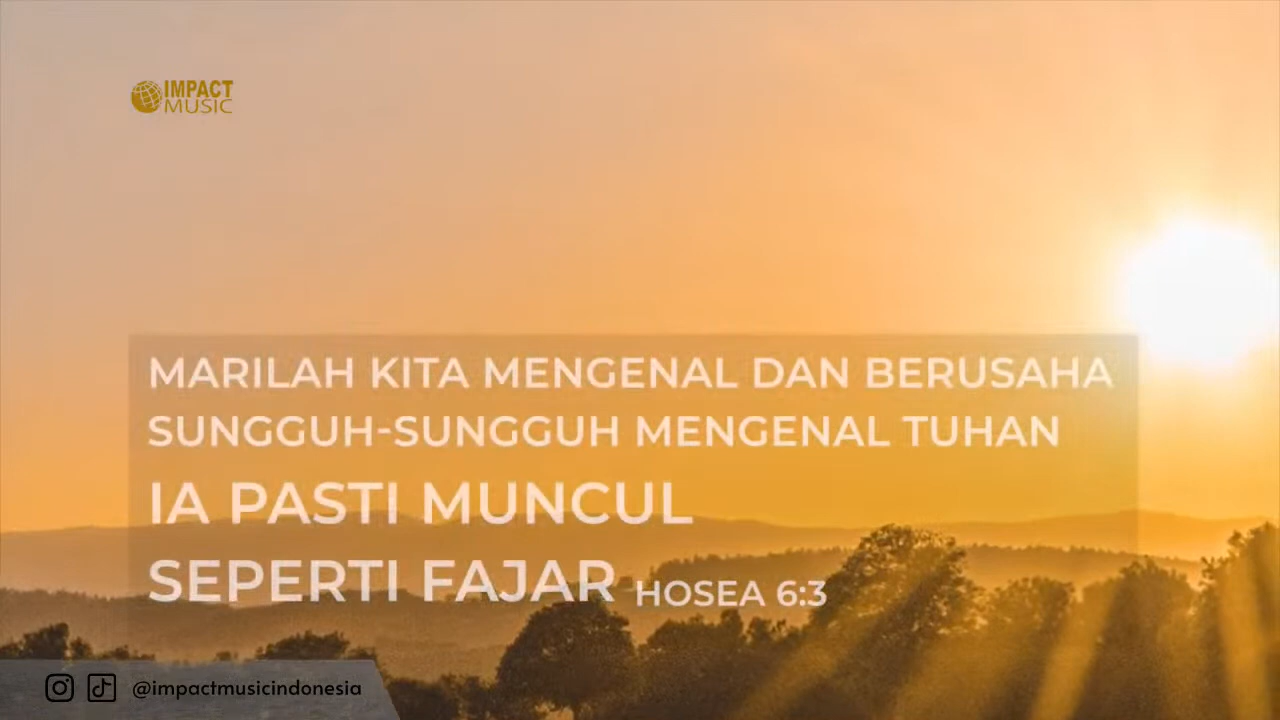 IMPACT
MUSIC
MARILAH KITA MENGENAL DAN BERUSAHA
SUNGGUH-SUNGGUH MENGENAL TUHAN
IA PASTI MUNCUL
SEPERTI FAJAR HOSEA 6:3
@impactmusicindonesia